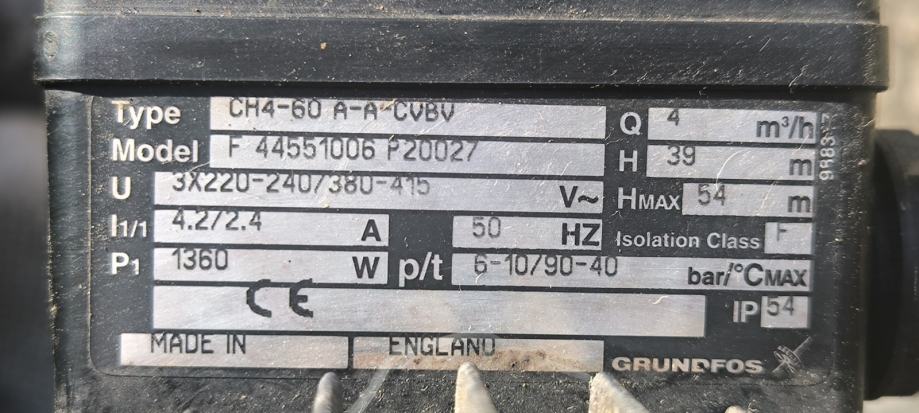 Type CH4-60 A-A-CVBV
Model F 44551006 P20027
U 3X220-240/380-415 V~
I1/1 4.2/2.4 A 50 HZ
P1 1360 W p/t 6-10/90-40 bar/°CMAX
CE
MADE IN ENGLAND
Q 4 m³/h
H 39 m
HMAX 54 m
Isolation Class F
IP 54
GRUNDFOS